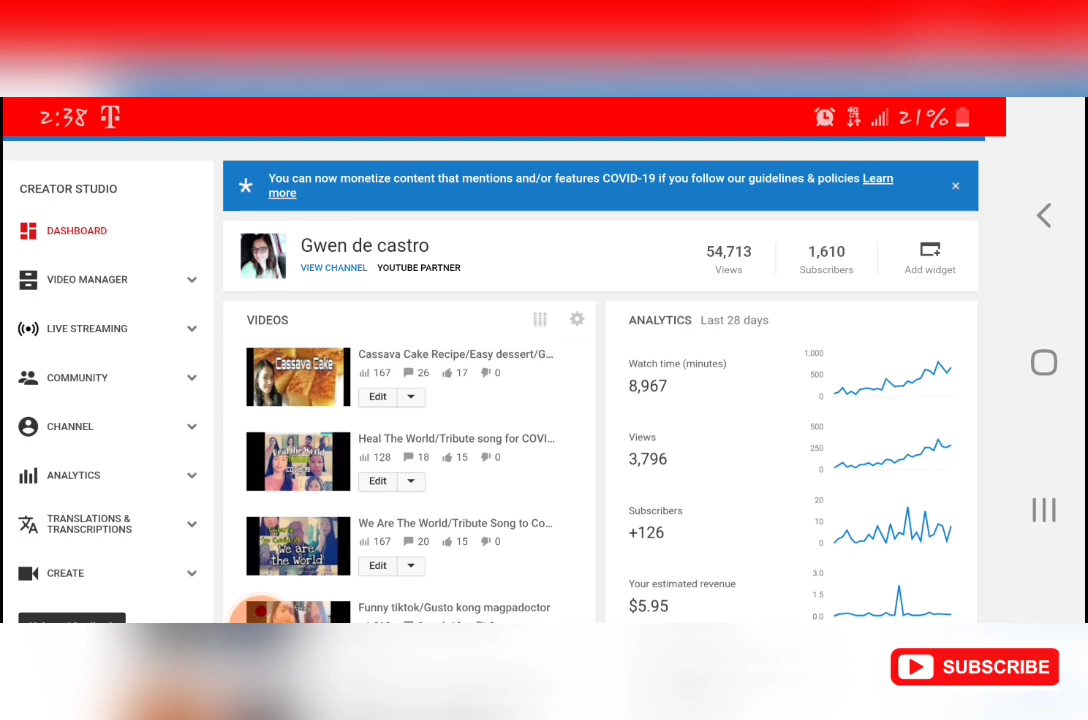 2:38 T
21%
CREATOR STUDIO
DASHBOARD
VIDEO MANAGER
LIVE STREAMING
COMMUNITY
CHANNEL
ANALYTICS
TRANSLATIONS &
TRANSCRIPTIONS
CREATE
You can now monetize content that mentions and/or features COVID-19 if you follow our guidelines & policies Learn
more
×
Gwen de castro
VIEW CHANNEL YOUTUBE PARTNER
54,713
Views
1,610
Subscribers
Add widget
VIDEOS
Cassava Cake
Cassava Cake Recipe/Easy dessert/G...
167 26 17 0
Edit
Heal The World/Tribute song for COVI...
128 18 15 0
Edit
We are
the World
We Are The World/Tribute Song to Co...
167 20 15 0
Edit
Funny tiktok/Gusto kong magpadoctor
ANALYTICS Last 28 days
Watch time (minutes)
8,967
1,000
500
0
Views
3,796
500
250
0
Subscribers
+126
20
10
0
Your estimated revenue
$5.95
3.0
1.5
0.0
SUBSCRIBE